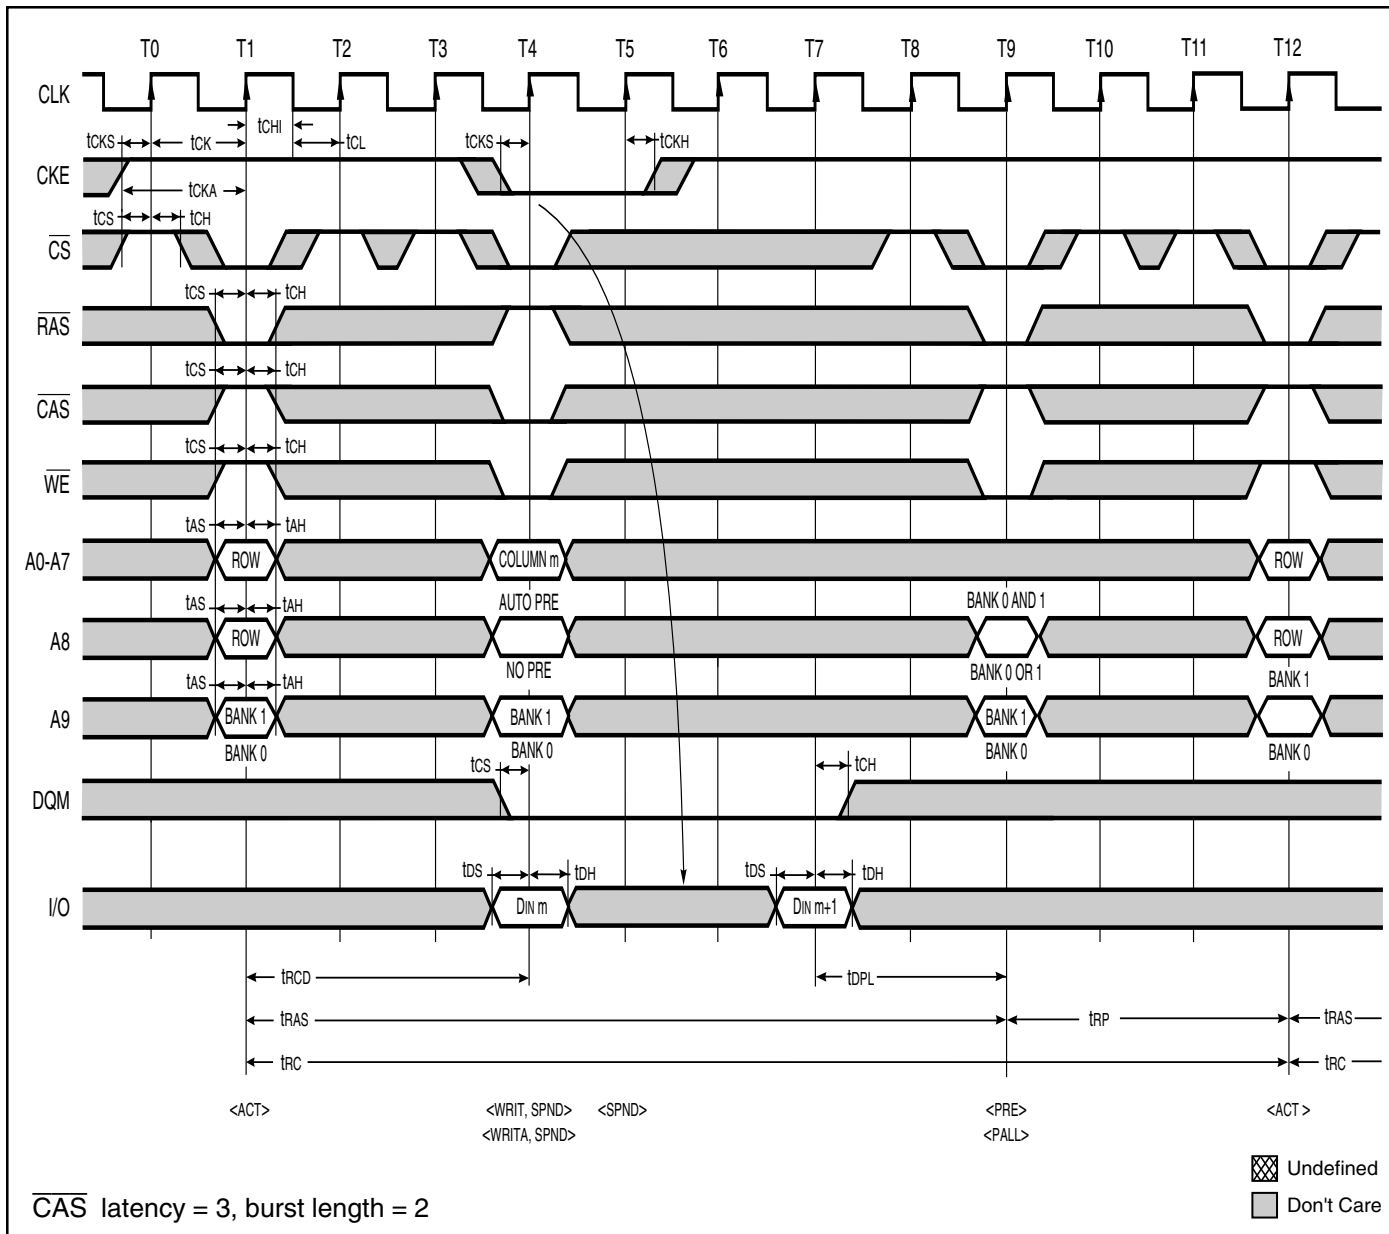 T0 T1 T2 T3 T4 T5 T6 T7 T8 T9 T10 T11 T12
CLK
tCHI
tCKS tCK tCL tCKS tCKH
CKE
tCKA
tCS tCH
CS
tCS tCH
RAS
tCS tCH
CAS
tCS tCH
WE
tAS tAH
A0-A7 ROW COLUMN m ROW
tAS tAH AUTO PRE BANK 0 AND 1
A8 ROW ROW
NO PRE BANK 0 OR 1 BANK 1
tAS tAH
A9 BANK 1 BANK 1 BANK 1
BANK 0 BANK 0 BANK 0 BANK 0
tCS tCH
DQM
tDS tDH tDS tDH
I/O DIN m DIN m+1
tRCD tDPL
tRAS tRP tRAS
tRC tRC
<ACT> <WRIT, SPND> <SPND> <PRE> <ACT >
<WRITA, SPND> <PALL>
Undefined
CAS latency = 3, burst length = 2 Don't Care